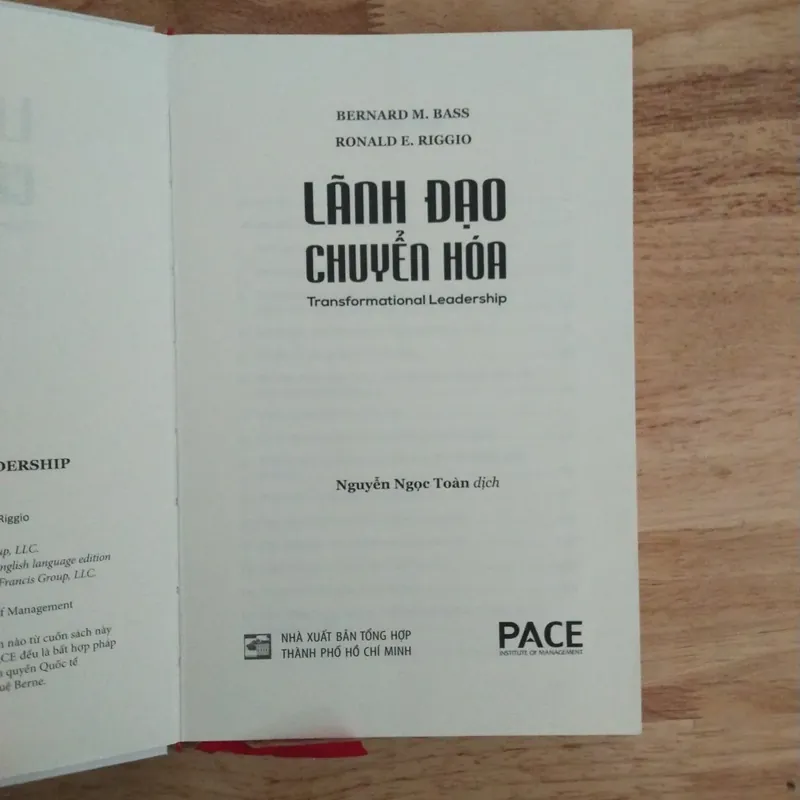 DERSHIP
Riggio
up, LLC.
nglish language edition
Francis Group, LLC.
f Management
n nào từ cuốn sách này
CE đều là bất hợp pháp
quyền Quốc tế
uệ Berne.
BERNARD M. BASS
RONALD E. RIGGIO
LÃNH ĐẠO
CHUYỂN HÓA
Transformational Leadership
Nguyễn Ngọc Toàn dịch
NHÀ XUẤT BẢN TỔNG HỢP
THÀNH PHỐ HỒ CHÍ MINH
PACE
INSTITUTE OF MANAGEMENT